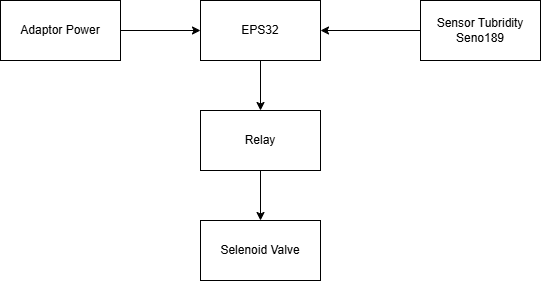 Adaptor Power
EPS32
Sensor Tubridity
Seno189
Relay
Selenoid Valve